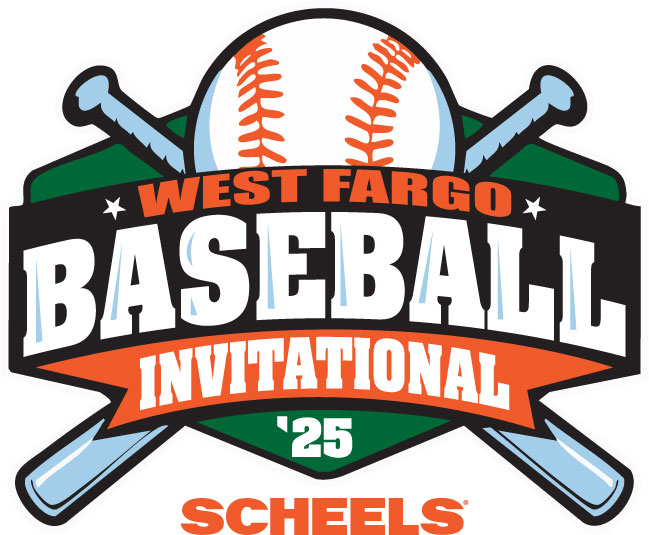 WEST FARGO
BASEBALL
INVITATIONAL
'25
SCHEELS®